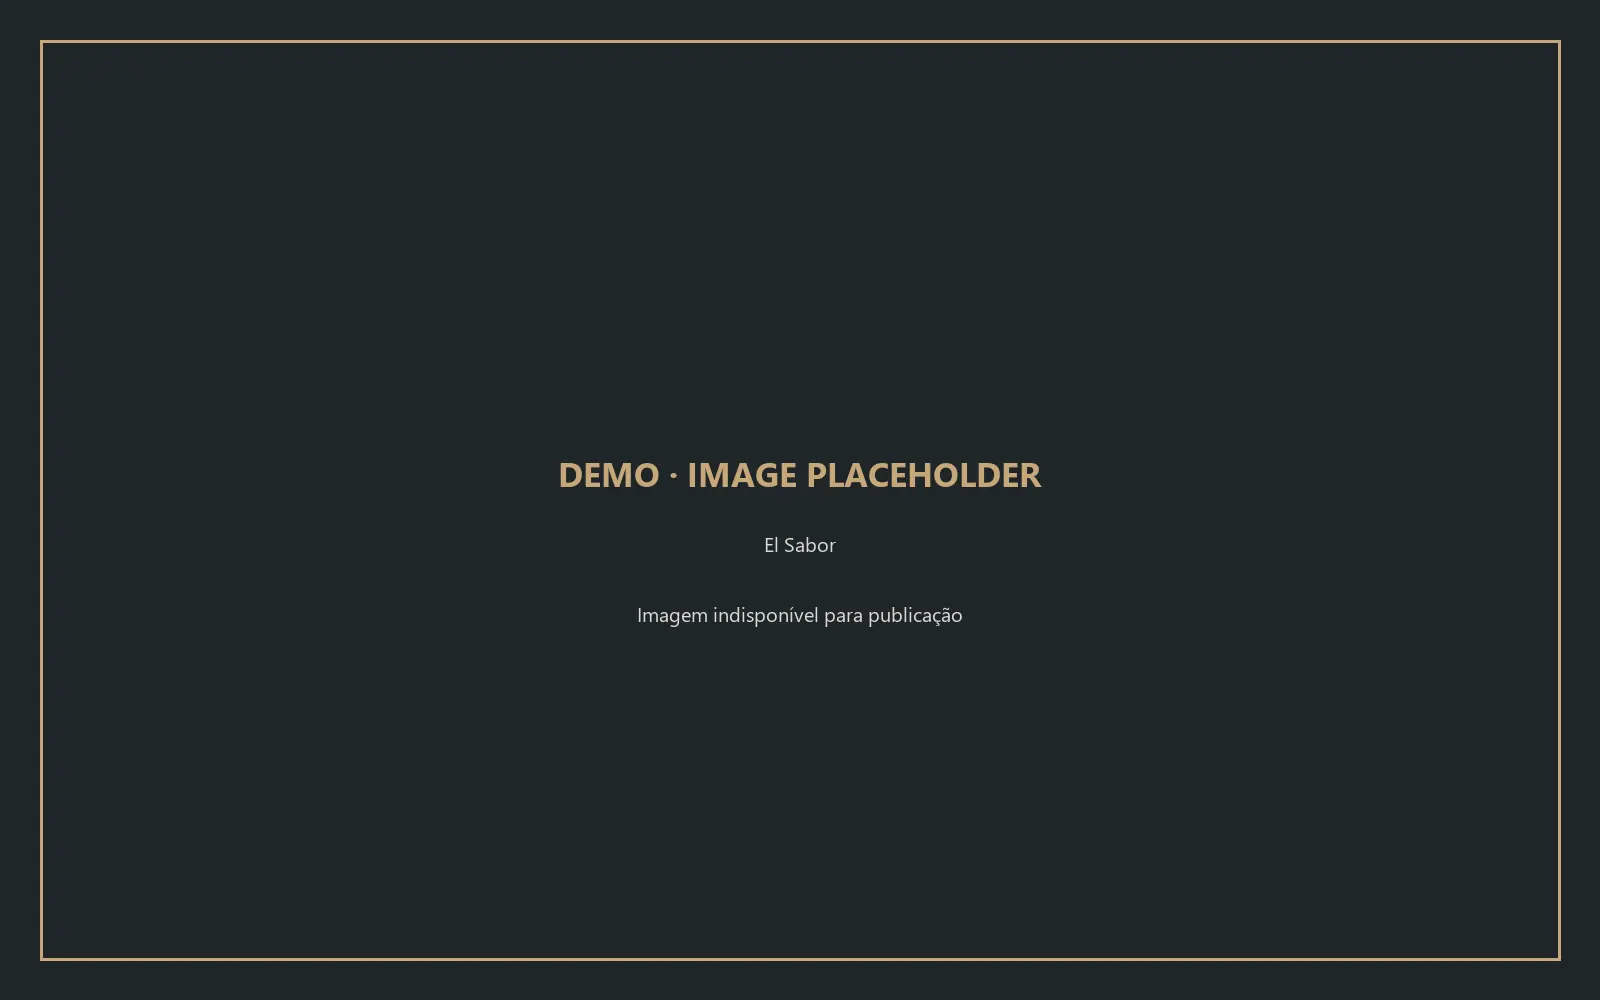 DEMO · IMAGE PLACEHOLDER
El Sabor
Imagem indisponível para publicação